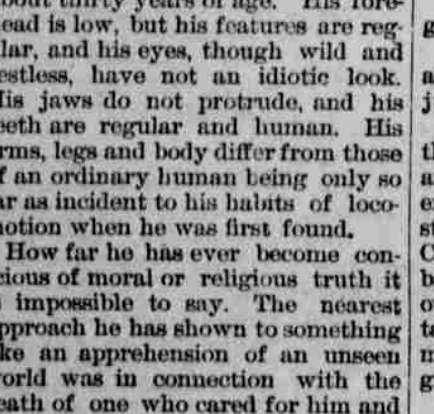 about thirty years of age. His fore-
ead is low, but his features are reg-
lar, and his eyes, though wild and
estless, have not an idiotic look.
His jaws do not protrude, and his
eeth are regular and human. His
rms, legs and body differ from those
f an ordinary human being only so
ar as incident to his habits of loco-
notion when he was first found.
How far he has ever become con-
cious of moral or religious truth it
s impossible to say. The nearest
pproach he has shown to something
ke an apprehension of an unseen
world was in connection with the
eath of one who cared for him and